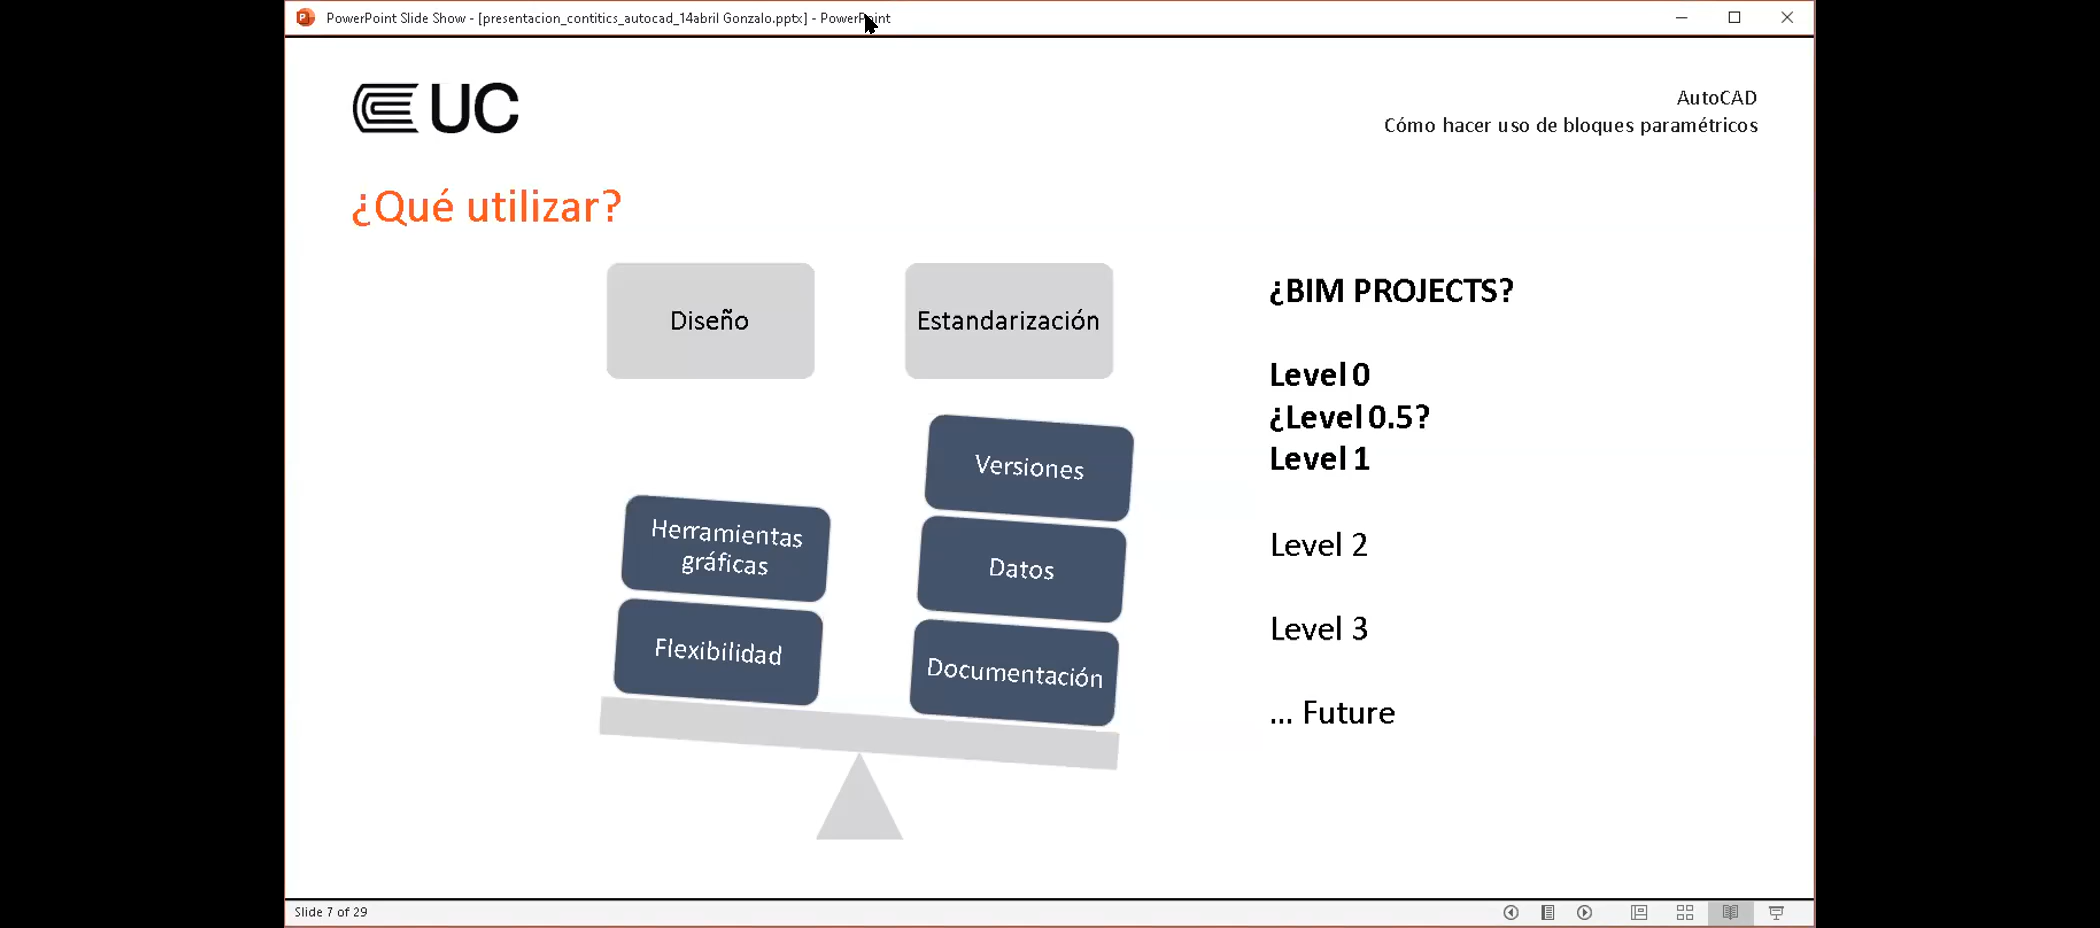 PowerPoint Slide Show - [presentacion_contitics_autocad_14abril Gonzalo.pptx] - PowerPoint
UC
AutoCAD
Cómo hacer uso de bloques paramétricos
¿Qué utilizar?
Diseño
Estandarización
Versiones
Herramientas
gráficas
Datos
Flexibilidad
Documentación
¿BIM PROJECTS?
Level 0
¿Level 0.5?
Level 1
Level 2
Level 3
... Future
Slide 7 of 29